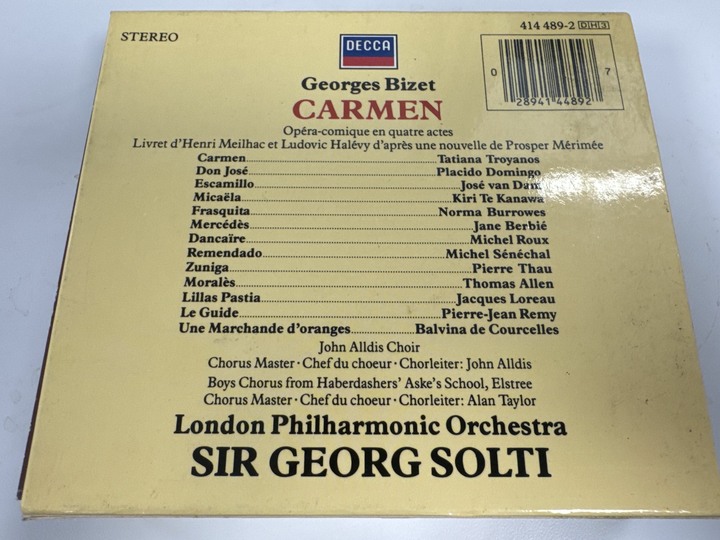 STEREO
DECCA
414 489-2 DH3
0 28941 44892 7
Georges Bizet
CARMEN
Opéra-comique en quatre actes
Livret d'Henri Meilhac et Ludovic Halévy d'après une nouvelle de Prosper Mérimée
Carmen Tatiana Troyanos
Don José Placido Domingo
Escamillo José van Dam
Micaëla Kiri Te Kanawa
Frasquita Norma Burrowes
Mercédès Jane Berbié
Dancaïre Michel Roux
Remendado Michel Sénéchal
Zuniga Pierre Thau
Moralès Thomas Allen
Lillas Pastia Jacques Loreau
Le Guide Pierre-Jean Remy
Une Marchande d'oranges Balvina de Courcelles
John Alldis Choir
Chorus Master · Chef du choeur · Chorleiter: John Alldis
Boys Chorus from Haberdashers' Aske's School, Elstree
Chorus Master · Chef du choeur · Chorleiter: Alan Taylor
London Philharmonic Orchestra
SIR GEORG SOLTI